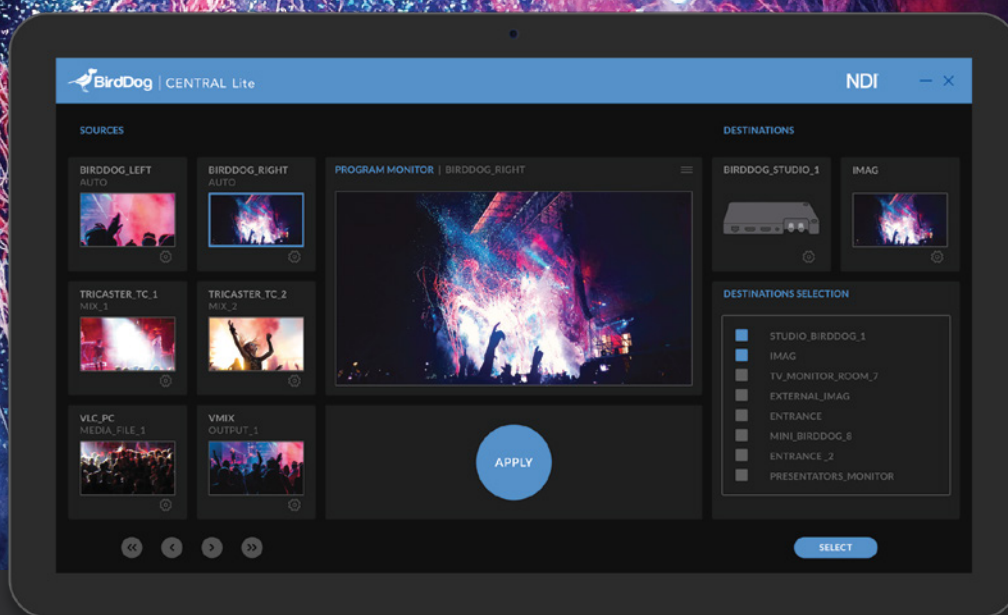 BirdDog | CENTRAL Lite
NDI
SOURCES
BIRDDOG_LEFT
AUTO
BIRDDOG_RIGHT
AUTO
TRICASTER_TC_1
MIX_1
TRICASTER_TC_2
MIX_2
VLC_PC
MEDIA_FILE_1
VMIX
OUTPUT_1
PROGRAM MONITOR | BIRDDOG_RIGHT
APPLY
DESTINATIONS
BIRDDOG_STUDIO_1
IMAG
DESTINATIONS SELECTION
STUDIO_BIRDDOG_1
IMAG
TV_MONITOR_ROOM_7
EXTERNAL_IMAG
ENTRANCE
MINI_BIRDDOG_8
ENTRANCE_2
PRESENTATORS_MONITOR
SELECT